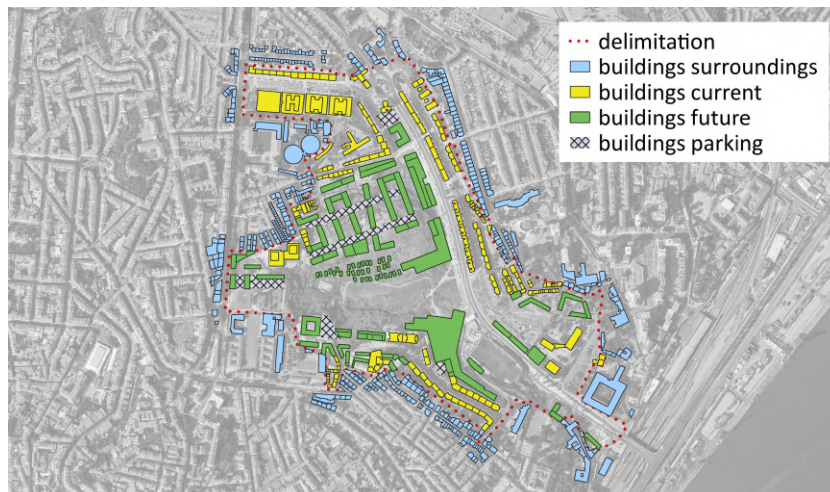 delimitation
buildings surroundings
buildings current
buildings future
buildings parking